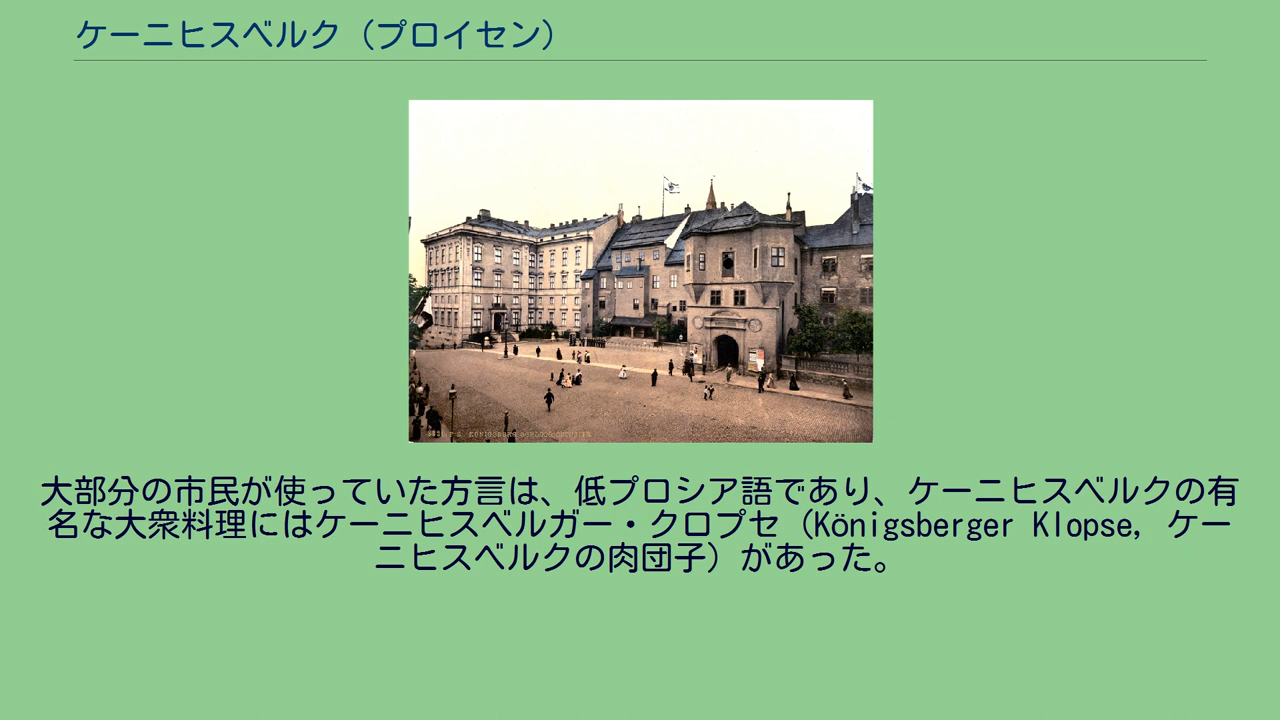 ケーニヒスベルク（プロイセン）
大部分の市民が使っていた方言は、低プロシア語であり、ケーニヒスベルクの有
名な大衆料理にはケーニヒスベルガー・クロプセ（Königsberger Klopse, ケー
ニヒスベルクの肉団子）があった。